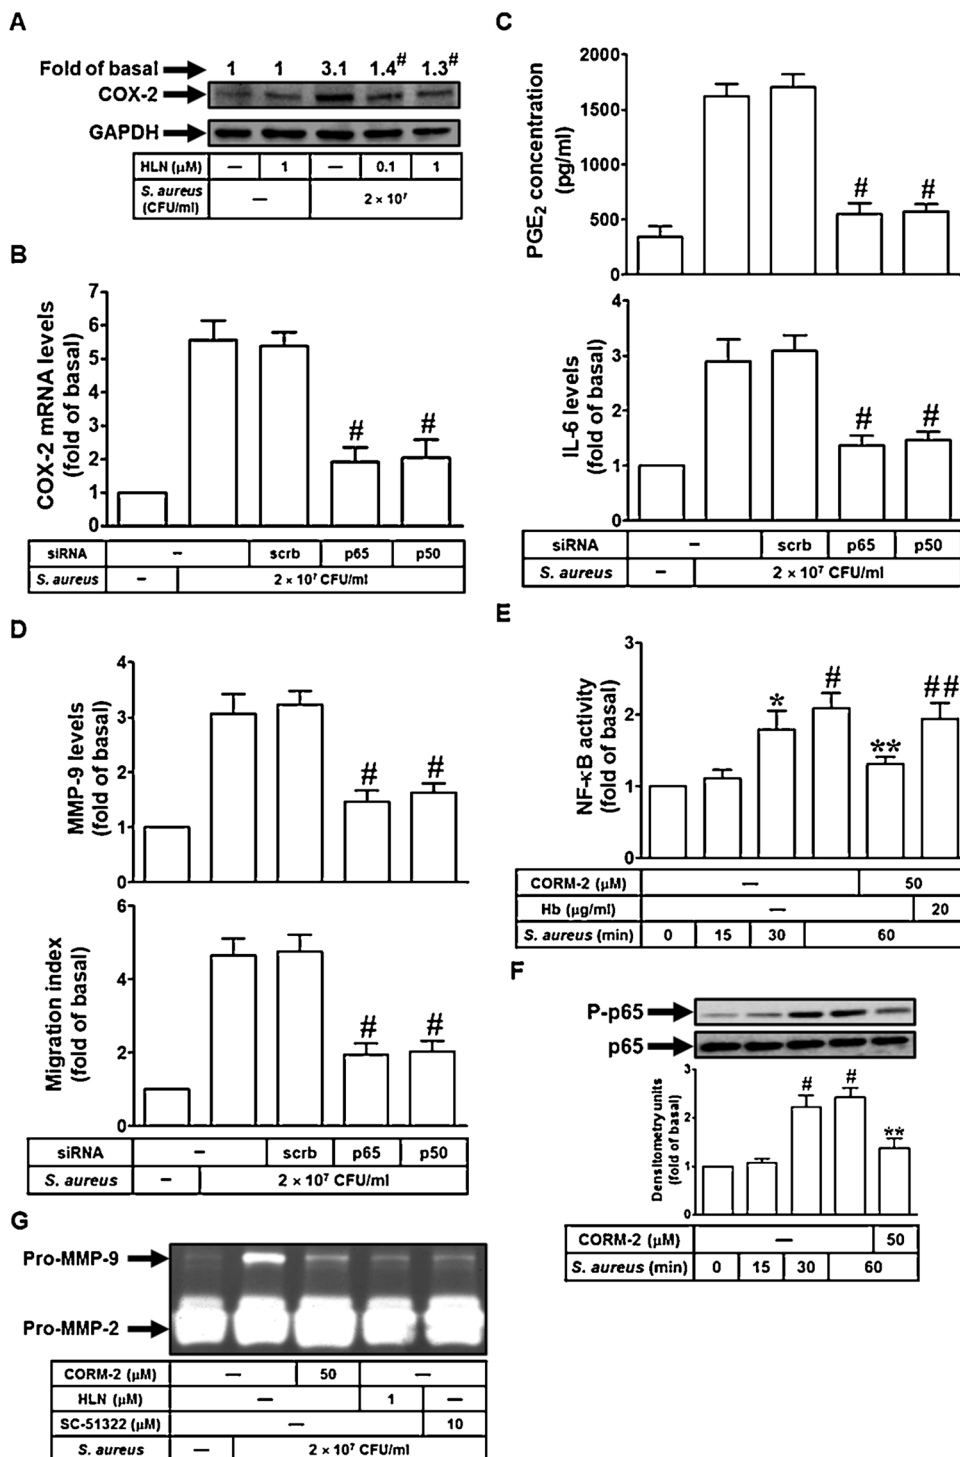 A
Fold of basal 1 1 3.1 1.4# 1.3#
COX-2
GAPDH
HLN (μM) — 1 — 0.1 1
S. aureus (CFU/ml) — 2 × 10⁷
B
COX-2 mRNA levels
(fold of basal)
7
6
5
4
3
2
1
0
# #
siRNA – scrb p65 p50
S. aureus – 2 × 10⁷ CFU/ml
C
PGE₂ concentration
(pg/ml)
2000
1500
1000
500
0
# #
IL-6 levels
(fold of basal)
4
3
2
1
0
# #
siRNA – scrb p65 p50
S. aureus – 2 × 10⁷ CFU/ml
D
MMP-9 levels
(fold of basal)
4
3
2
1
0
# #
Migration index
(fold of basal)
6
4
2
0
# #
siRNA – scrb p65 p50
S. aureus – 2 × 10⁷ CFU/ml
E
NF-κB activity
(fold of basal)
3
2
1
0
* # ** ##
CORM-2 (μM) — 50
Hb (μg/ml) — 20
S. aureus (min) 0 15 30 60
F
P-p65
p65
Densitometry units
(fold of basal)
3
2
1
0
# # **
CORM-2 (μM) — 50
S. aureus (min) 0 15 30 60
G
Pro-MMP-9
Pro-MMP-2
CORM-2 (μM) — 50 —
HLN (μM) — 1 —
SC-51322 (μM) — 10
S. aureus — 2 × 10⁷ CFU/ml